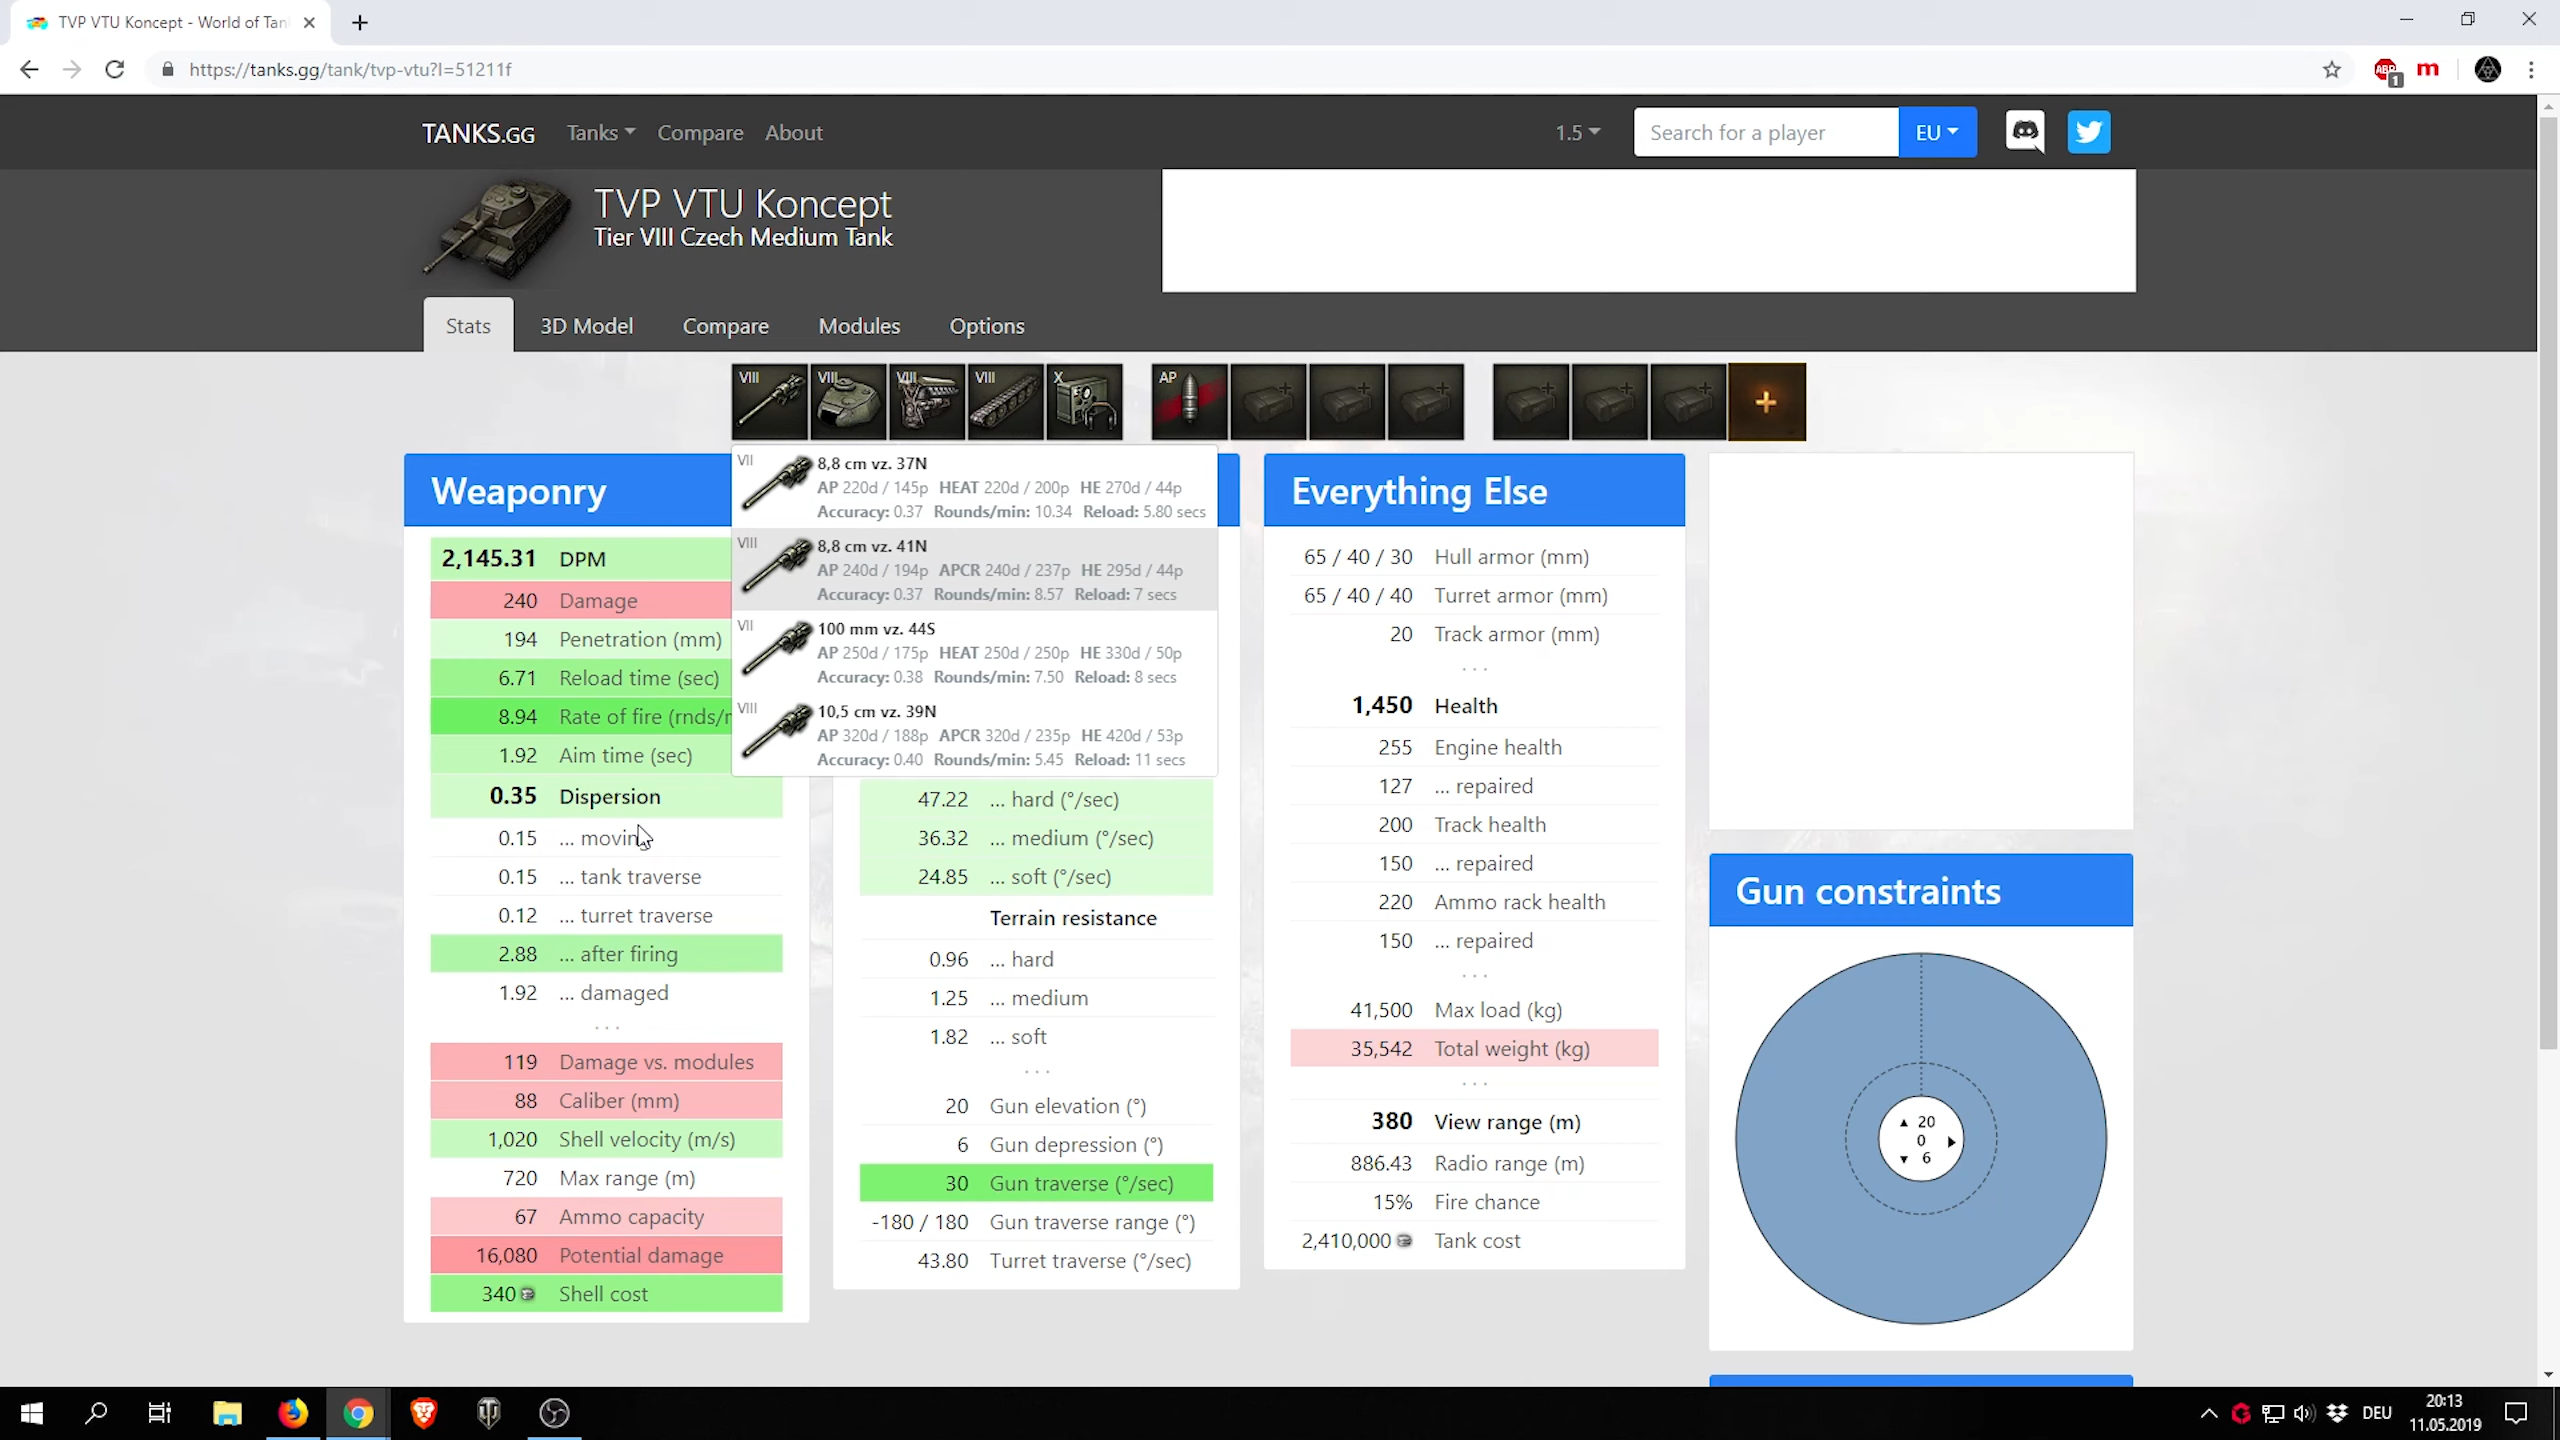 TVP VTU Koncept - World of Tan
https://tanks.gg/tank/tvp-vtu?l=51211f
ABP
1
m
TANKS.GG
Tanks
Compare
About
1.5
Search for a player
EU
TVP VTU Koncept
Tier VIII Czech Medium Tank
Stats
3D Model
Compare
Modules
Options
VIII
VIII
VIII
VIII
X
AP
+
Weaponry
2,145.31 DPM
240 Damage
194 Penetration (mm)
6.71 Reload time (sec)
8.94 Rate of fire (rnds/r
1.92 Aim time (sec)
0.35 Dispersion
0.15 ... movin
0.15 ... tank traverse
0.12 ... turret traverse
2.88 ... after firing
1.92 ... damaged
...
119 Damage vs. modules
88 Caliber (mm)
1,020 Shell velocity (m/s)
720 Max range (m)
67 Ammo capacity
16,080 Potential damage
340 Shell cost
VII
8,8 cm vz. 37N
AP 220d / 145p HEAT 220d / 200p HE 270d / 44p
Accuracy: 0.37 Rounds/min: 10.34 Reload: 5.80 secs
VIII
8,8 cm vz. 41N
AP 240d / 194p APCR 240d / 237p HE 295d / 44p
Accuracy: 0.37 Rounds/min: 8.57 Reload: 7 secs
VII
100 mm vz. 44S
AP 250d / 175p HEAT 250d / 250p HE 330d / 50p
Accuracy: 0.38 Rounds/min: 7.50 Reload: 8 secs
VIII
10,5 cm vz. 39N
AP 320d / 188p APCR 320d / 235p HE 420d / 53p
Accuracy: 0.40 Rounds/min: 5.45 Reload: 11 secs
47.22 ... hard (°/sec)
36.32 ... medium (°/sec)
24.85 ... soft (°/sec)
Terrain resistance
0.96 ... hard
1.25 ... medium
1.82 ... soft
...
20 Gun elevation (°)
6 Gun depression (°)
30 Gun traverse (°/sec)
-180 / 180 Gun traverse range (°)
43.80 Turret traverse (°/sec)
Everything Else
65 / 40 / 30 Hull armor (mm)
65 / 40 / 40 Turret armor (mm)
20 Track armor (mm)
...
1,450 Health
255 Engine health
127 ... repaired
200 Track health
150 ... repaired
220 Ammo rack health
150 ... repaired
...
41,500 Max load (kg)
35,542 Total weight (kg)
...
380 View range (m)
886.43 Radio range (m)
15% Fire chance
2,410,000 Tank cost
Gun constraints
20
0
6
DEU
20:13
11.05.2019